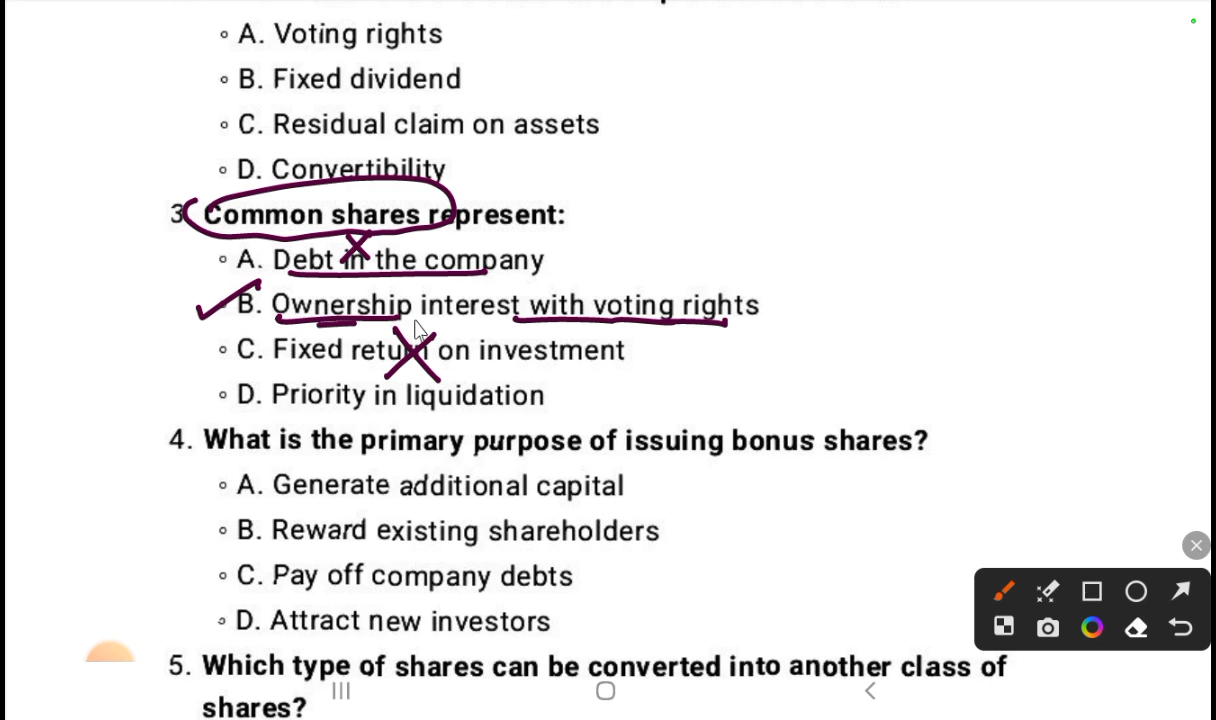 ◦ A. Voting rights
◦ B. Fixed dividend
◦ C. Residual claim on assets
◦ D. Convertibility
3. Common shares represent:
◦ A. Debt in the company
◦ B. Ownership interest with voting rights
◦ C. Fixed return on investment
◦ D. Priority in liquidation
4. What is the primary purpose of issuing bonus shares?
◦ A. Generate additional capital
◦ B. Reward existing shareholders
◦ C. Pay off company debts
◦ D. Attract new investors
5. Which type of shares can be converted into another class of
shares?